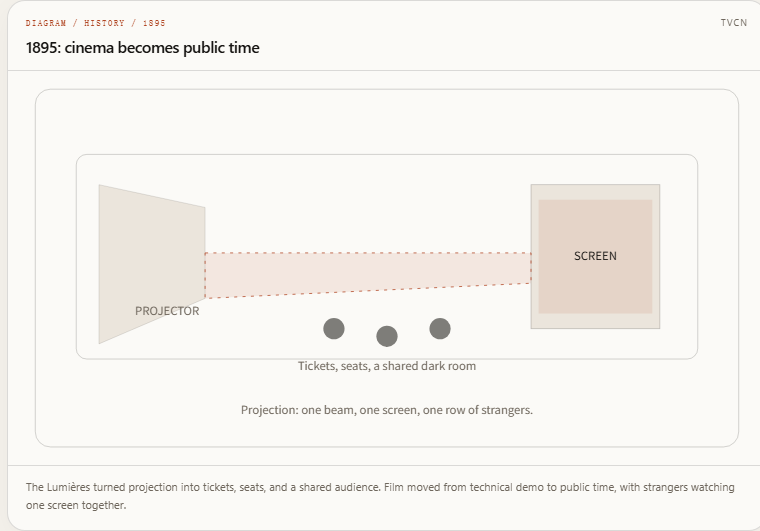 DIAGRAM / HISTORY / 1895
TVCN
1895: cinema becomes public time
SCREEN
PROJECTOR
Tickets, seats, a shared dark room
Projection: one beam, one screen, one row of strangers.
The Lumières turned projection into tickets, seats, and a shared audience. Film moved from technical demo to public time, with strangers watching
one screen together.